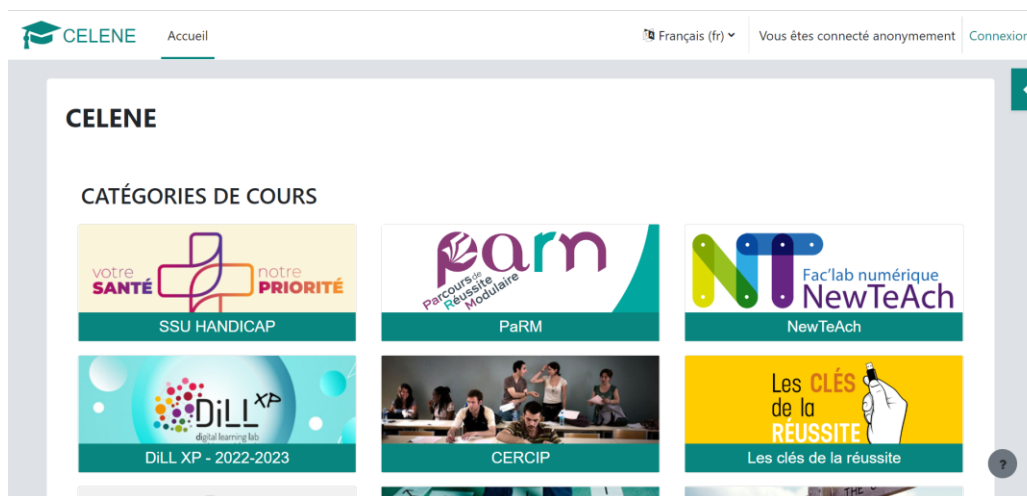 CELENE
Accueil
Français (fr)
Vous êtes connecté anonymement
Connexion
CELENE
CATÉGORIES DE COURS
votre
SANTÉ
notre
PRIORITÉ
SSU HANDICAP
Parm
Parcours de
Réussite
Modulaire
PaRM
NT
Fac'lab numérique
NewTeAch
NewTeAch
DiLL XP
digital learning lab
DiLL XP - 2022-2023
CERCIP
Les CLÉS
de la
RÉUSSITE
Les clés de la réussite
?